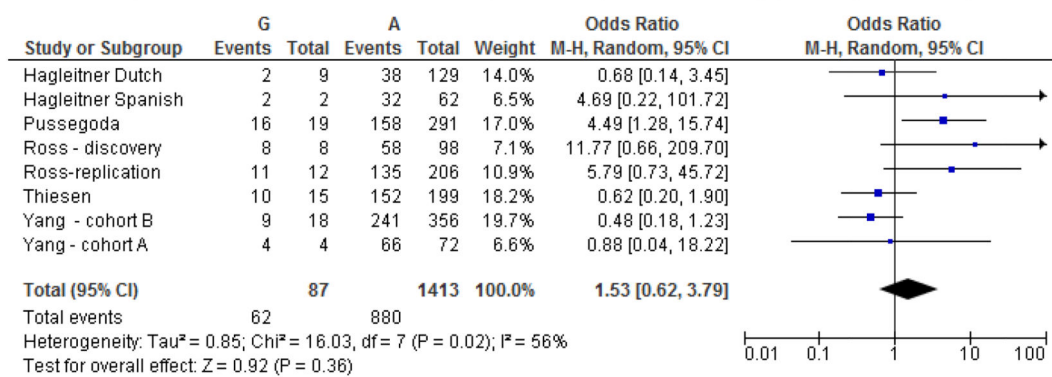 G A Odds Ratio Odds Ratio
Study or Subgroup Events Total Events Total Weight M-H, Random, 95% CI M-H, Random, 95% CI
Hagleitner Dutch 2 9 38 129 14.0% 0.68 [0.14, 3.45]
Hagleitner Spanish 2 2 32 62 6.5% 4.69 [0.22, 101.72]
Pussegoda 16 19 158 291 17.0% 4.49 [1.28, 15.74]
Ross - discovery 8 8 58 98 7.1% 11.77 [0.66, 209.70]
Ross-replication 11 12 135 206 10.9% 5.79 [0.73, 45.72]
Thiesen 10 15 152 199 18.2% 0.62 [0.20, 1.90]
Yang - cohort B 9 18 241 356 19.7% 0.48 [0.18, 1.23]
Yang - cohort A 4 4 66 72 6.6% 0.88 [0.04, 18.22]
Total (95% CI) 87 1413 100.0% 1.53 [0.62, 3.79]
Total events 62 880
Heterogeneity: Tau² = 0.85; Chi² = 16.03, df = 7 (P = 0.02); I² = 56%
Test for overall effect: Z = 0.92 (P = 0.36)
0.01 0.1 1 10 100